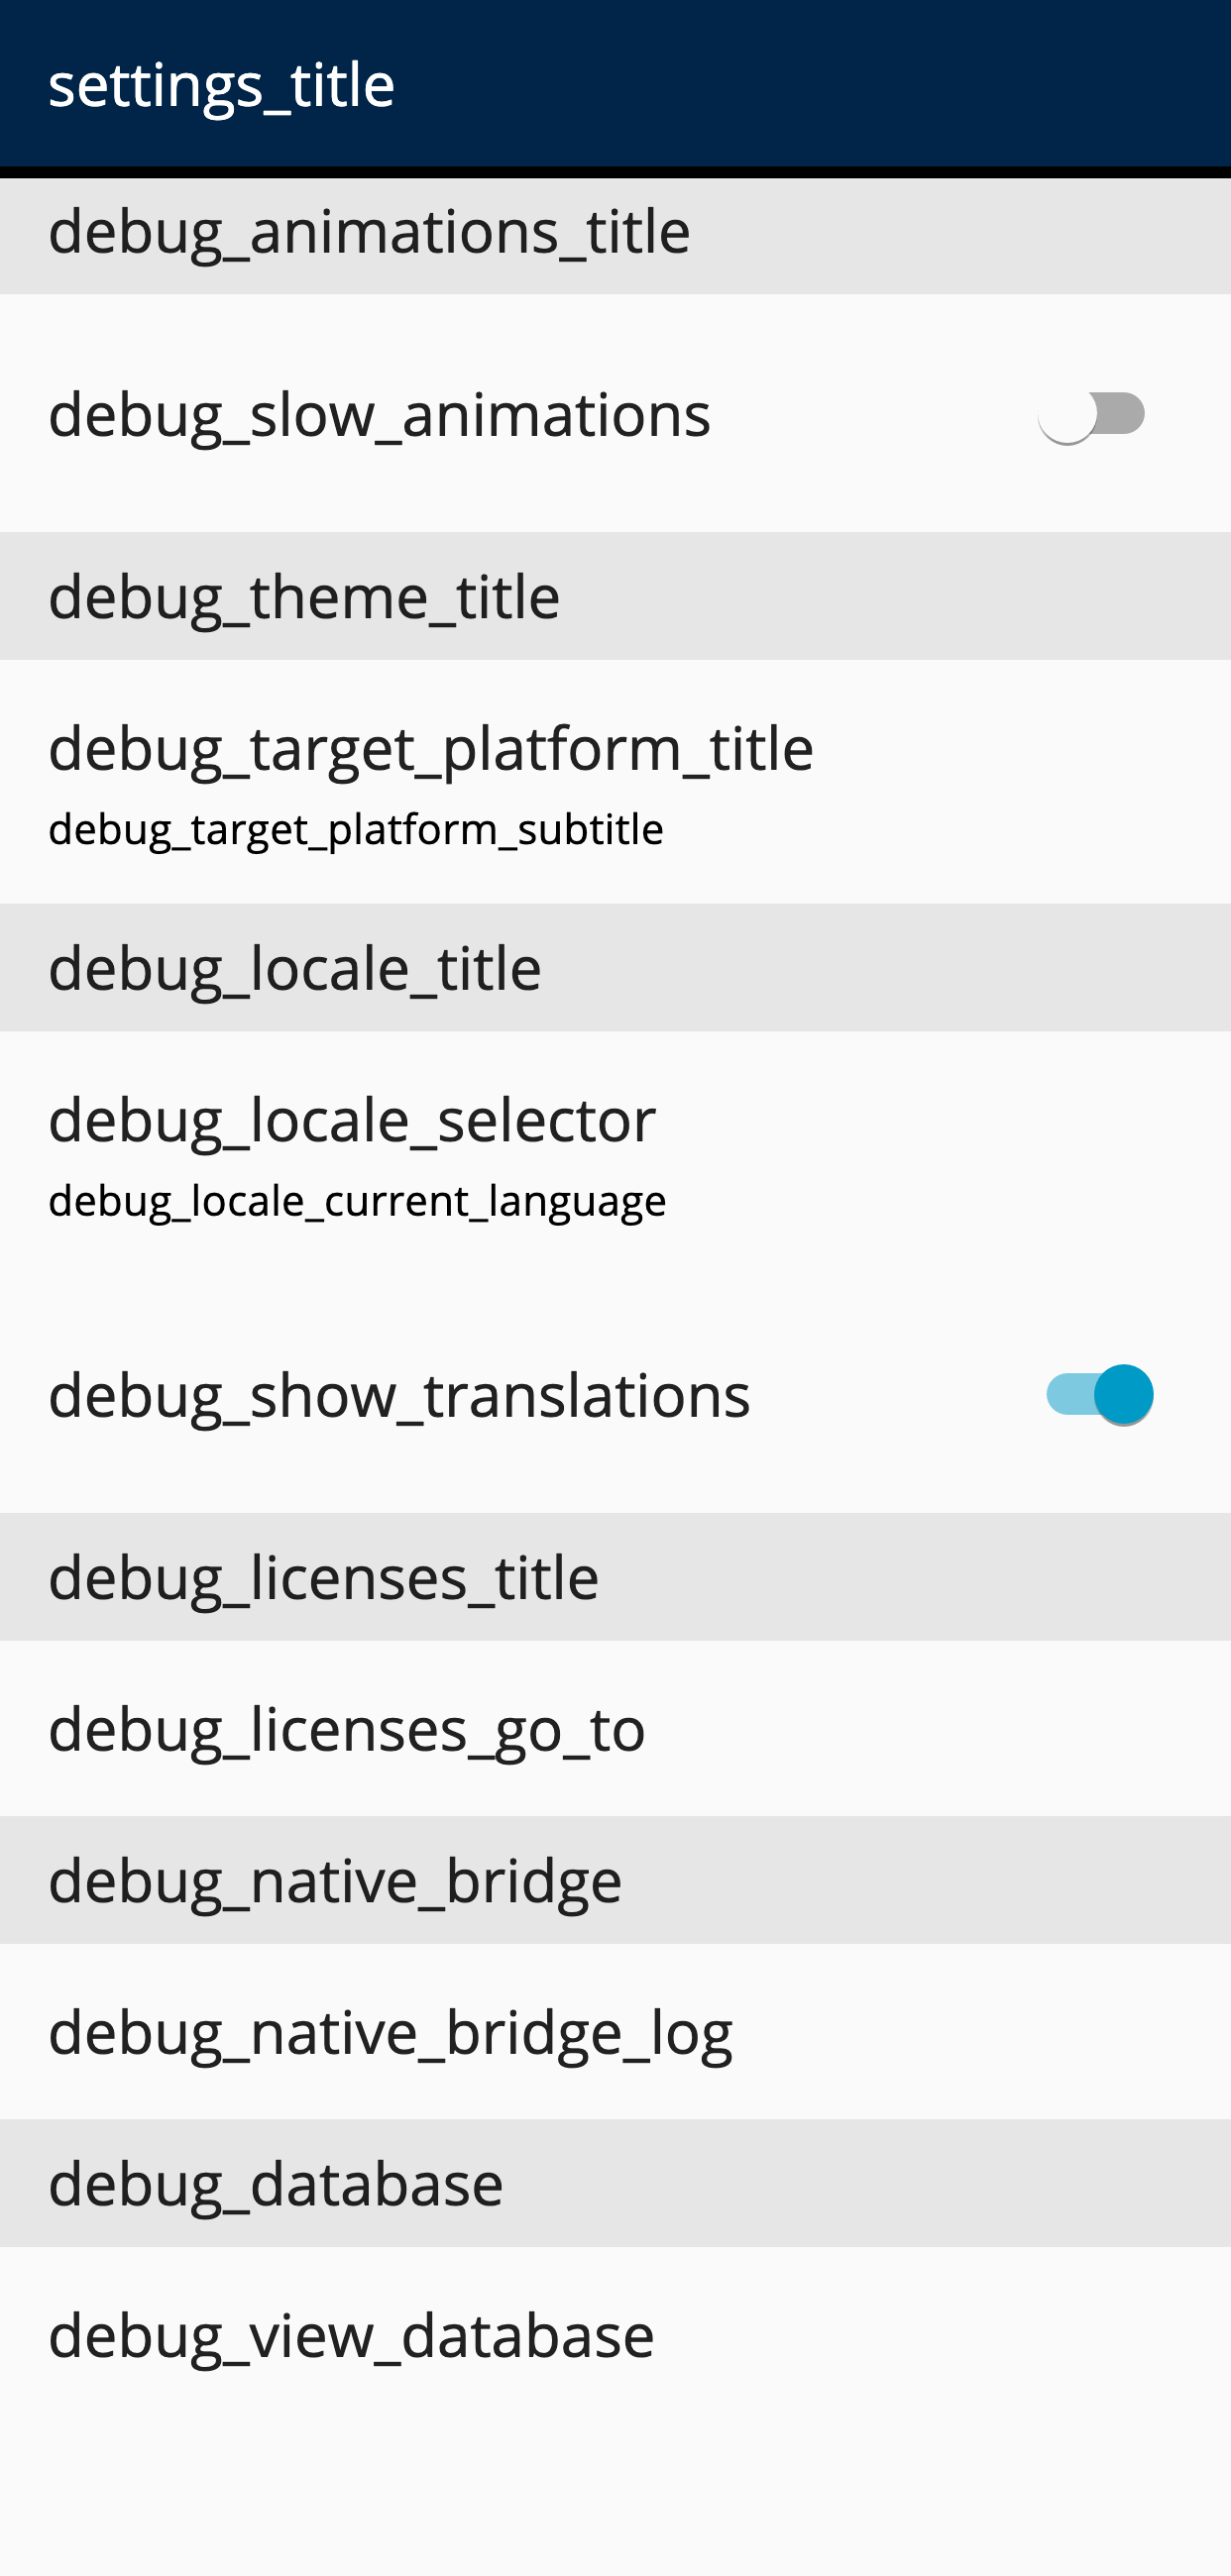 settings_title
debug_animations_title
debug_slow_animations
debug_theme_title
debug_target_platform_title
debug_target_platform_subtitle
debug_locale_title
debug_locale_selector
debug_locale_current_language
debug_show_translations
debug_licenses_title
debug_licenses_go_to
debug_native_bridge
debug_native_bridge_log
debug_database
debug_view_database